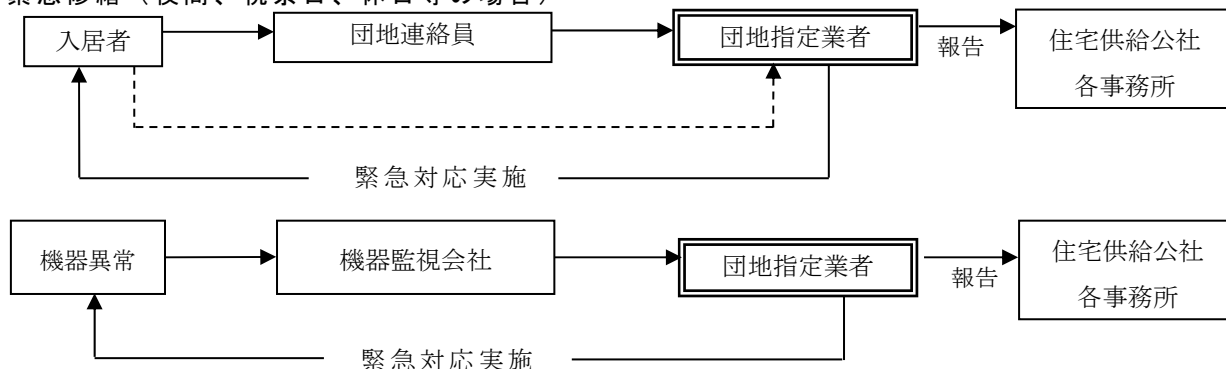 緊急修繕（夜間、祝祭日、休日等の場合）
入居者
団地連絡員
団地指定業者
報告
住宅供給公社
各事務所
緊急対応実施
機器異常
機器監視会社
団地指定業者
報告
住宅供給公社
各事務所
緊急対応実施